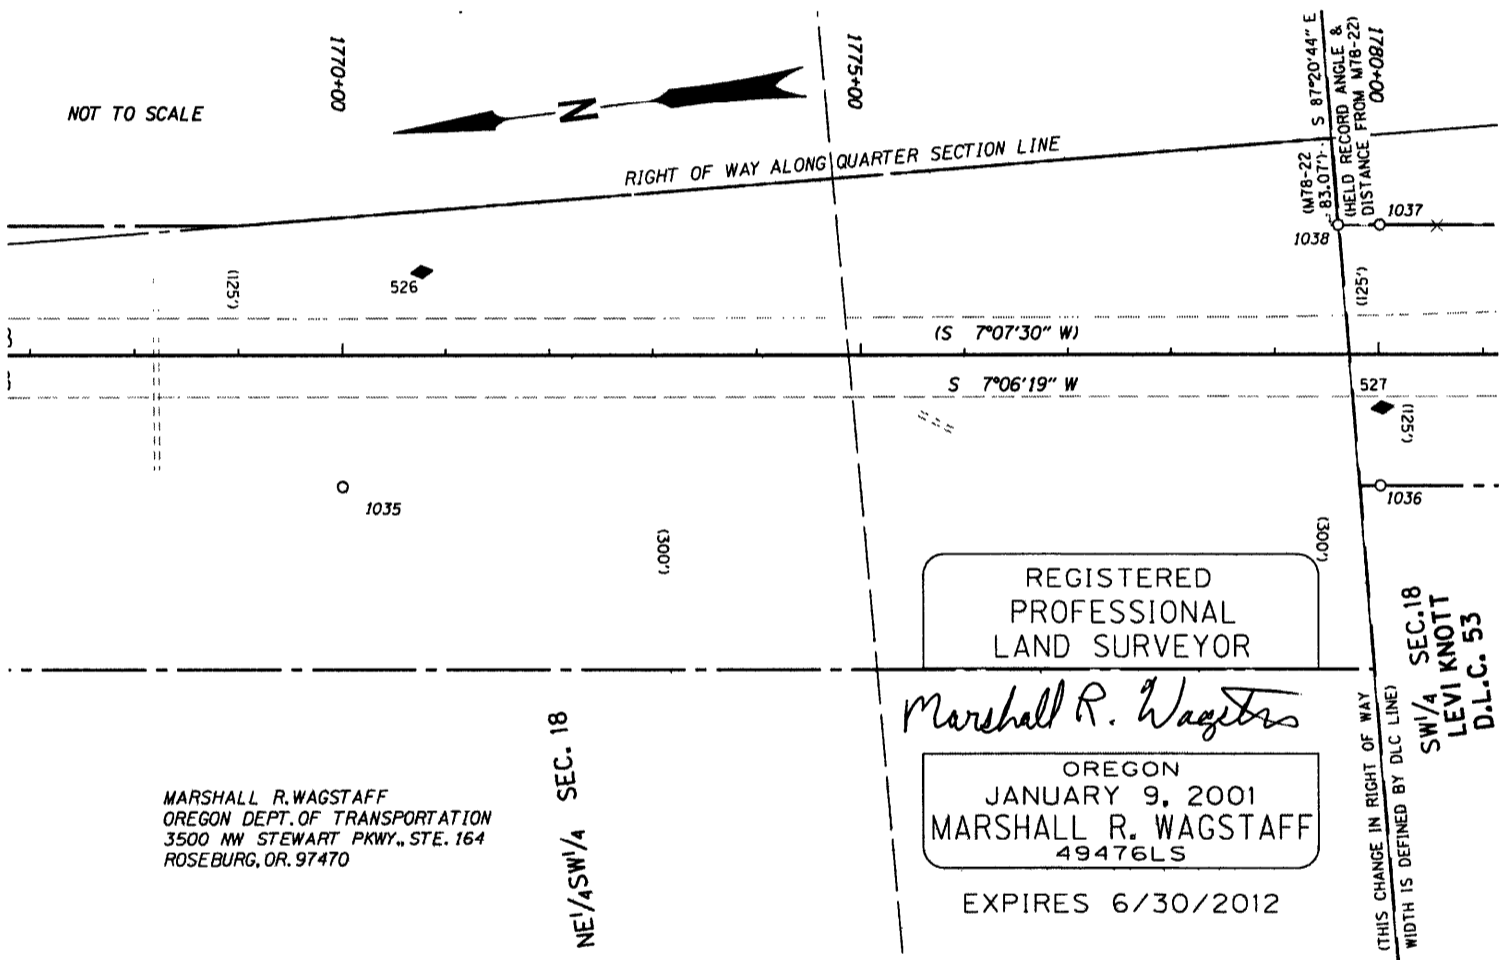 NOT TO SCALE
1770+00
N
1775+00
RIGHT OF WAY ALONG QUARTER SECTION LINE
(M78-22
83.07') S 87°20'44" E
(HELD RECORD ANGLE &
DISTANCE FROM M78-22)
1780+00
1038
1037
(125')
526
(125')
(S 7°07'30" W)
S 7°06'19" W
527
(125')
1035
1036
(300')
(300')
REGISTERED
PROFESSIONAL
LAND SURVEYOR
Marshall R. Wagstaff
OREGON
JANUARY 9, 2001
MARSHALL R. WAGSTAFF
49476LS
EXPIRES 6/30/2012
MARSHALL R. WAGSTAFF
OREGON DEPT. OF TRANSPORTATION
3500 NW STEWART PKWY., STE. 164
ROSEBURG, OR. 97470
NE1/4SW1/4 SEC. 18
(THIS CHANGE IN RIGHT OF WAY
WIDTH IS DEFINED BY DLC LINE)
SW1/4 SEC.18
LEVI KNOTT
D.L.C. 53